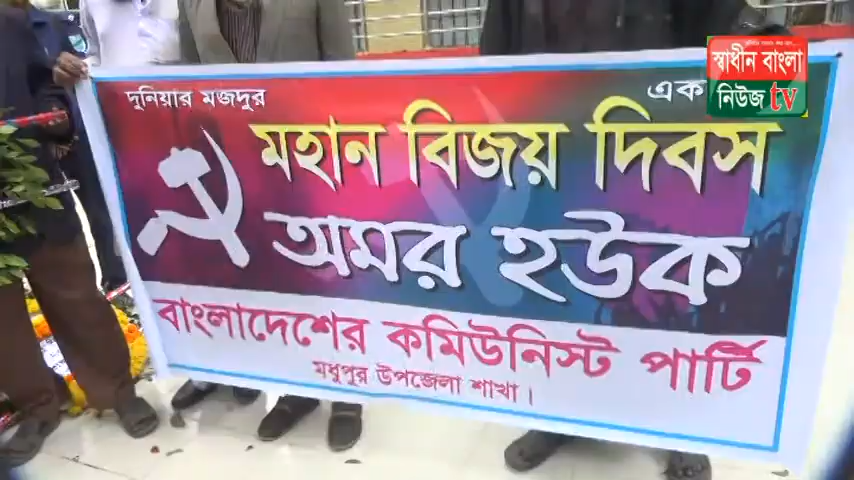 দুনিয়ার মজদুর
এক
মহান বিজয় দিবস
অমর হউক
বাংলাদেশের কমিউনিস্ট পার্টি
মধুপুর উপজেলা শাখা।
স্বাধীন বাংলা
নিউজ tv